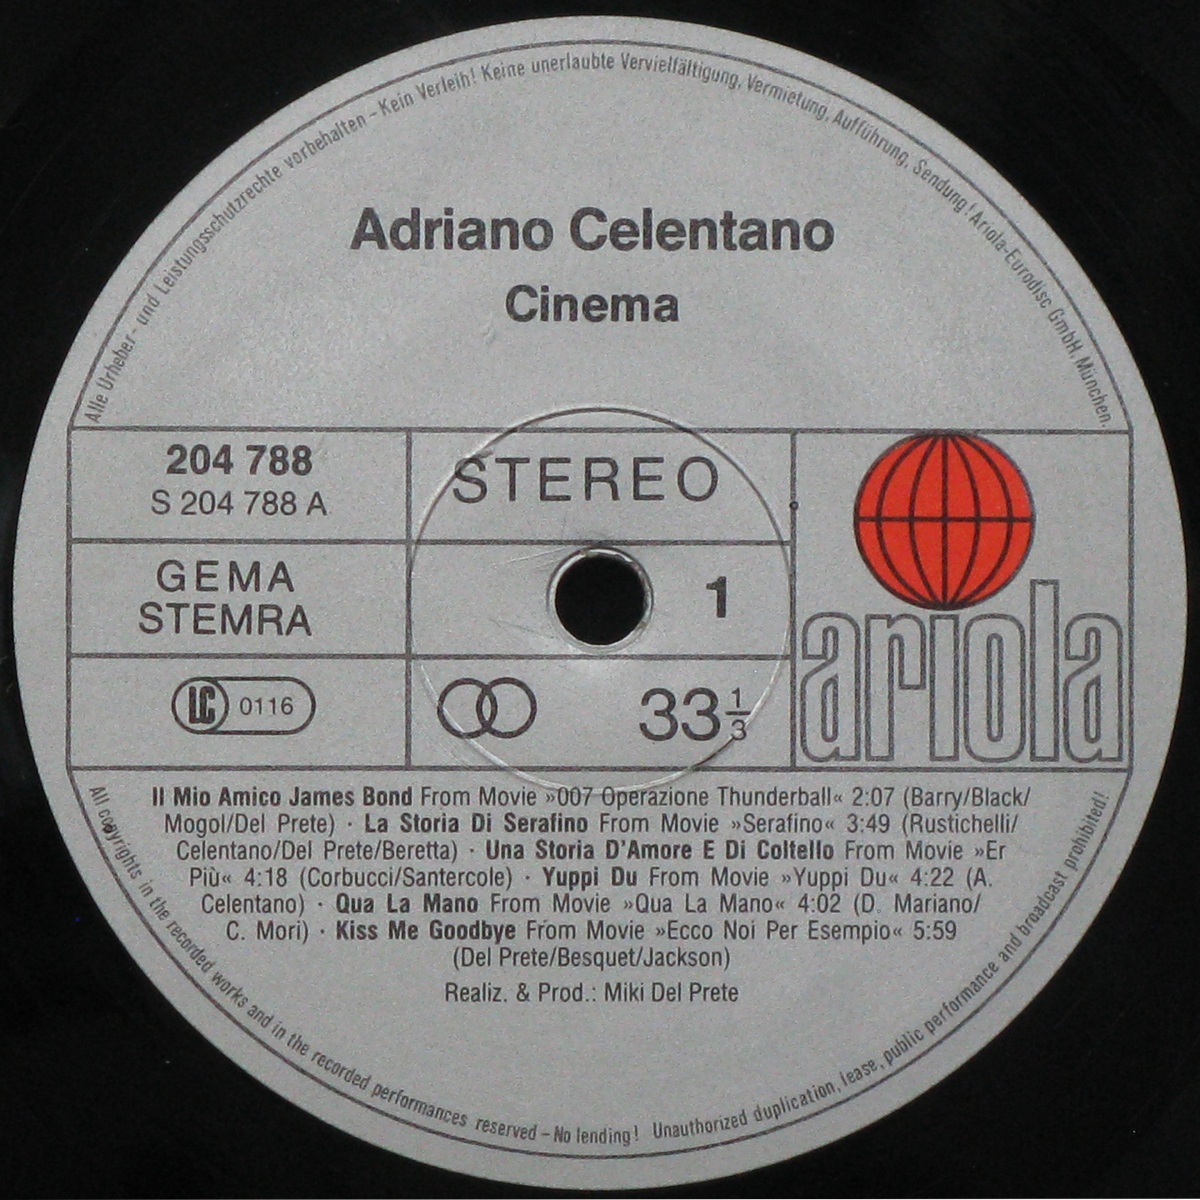 Alle Urheber- und Leistungsschutzrechte vorbehalten – Kein Verleih! Keine unerlaubte Vervielfältigung, Vermietung, Aufführung, Sendung! Ariola-Eurodisc GmbH, München.
Adriano Celentano
Cinema
204 788
S 204 788 A
STEREO
GEMA
STEMRA
1
LC 0116
33 1/3
ariola
Il Mio Amico James Bond From Movie »007 Operazione Thunderball« 2:07 (Barry/Black/
Mogol/Del Prete) · La Storia Di Serafino From Movie »Serafino« 3:49 (Rustichelli/
Celentano/Del Prete/Beretta) · Una Storia D'Amore E Di Coltello From Movie »Er
Più« 4:18 (Corbucci/Santercole) · Yuppi Du From Movie »Yuppi Du« 4:22 (A.
Celentano) · Qua La Mano From Movie »Qua La Mano« 4:02 (D. Mariano/
C. Mori) · Kiss Me Goodbye From Movie »Ecco Noi Per Esempio« 5:59
(Del Prete/Besquet/Jackson)
Realiz. & Prod.: Miki Del Prete
All copyrights in the recorded works and in the recorded performances reserved – No lending! Unauthorized duplication, lease, public performance and broadcast prohibited!